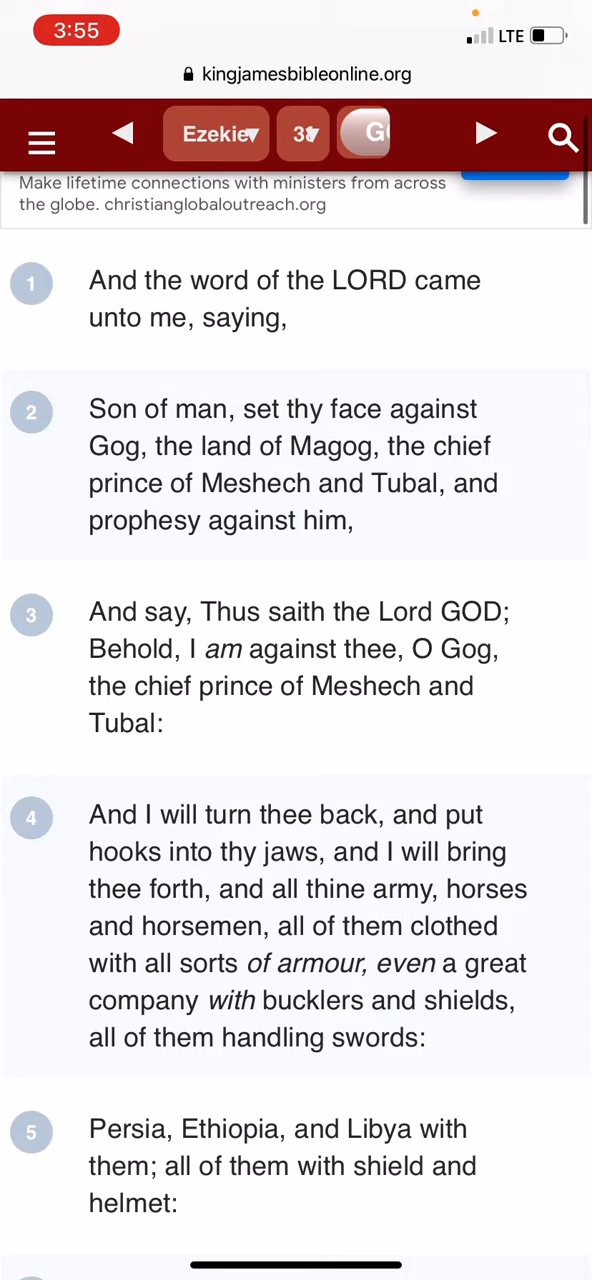 3:55
LTE
kingjamesbibleonline.org
Ezekie
38
G
Make lifetime connections with ministers from across
the globe. christianglobaloutreach.org
1
And the word of the LORD came
unto me, saying,
2
Son of man, set thy face against
Gog, the land of Magog, the chief
prince of Meshech and Tubal, and
prophesy against him,
3
And say, Thus saith the Lord GOD;
Behold, I am against thee, O Gog,
the chief prince of Meshech and
Tubal:
4
And I will turn thee back, and put
hooks into thy jaws, and I will bring
thee forth, and all thine army, horses
and horsemen, all of them clothed
with all sorts of armour, even a great
company with bucklers and shields,
all of them handling swords:
5
Persia, Ethiopia, and Libya with
them; all of them with shield and
helmet: